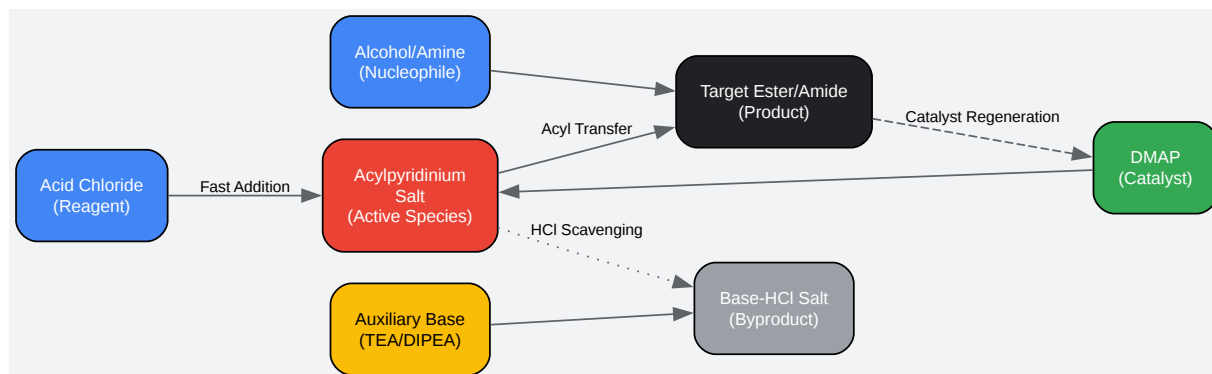 Alcohol/Amine
(Nucleophile)
Target Ester/Amide
(Product)
Catalyst Regeneration
Acyl Transfer
DMAP
(Catalyst)
Acid Chloride
(Reagent)
Fast Addition
Acylpyridinium
Salt
(Active Species)
HCl Scavenging
Auxiliary Base
(TEA/DIPEA)
Base-HCl Salt
(Byproduct)